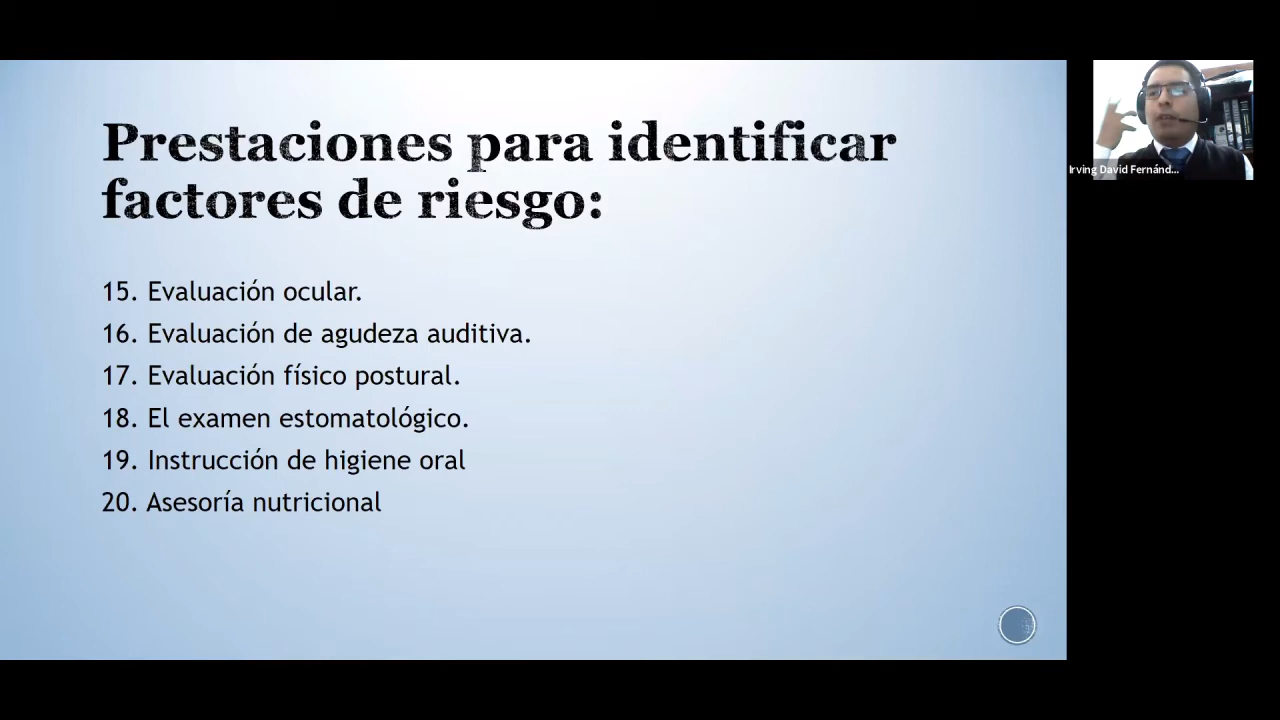 Prestaciones para identificar
factores de riesgo:
15. Evaluación ocular.
16. Evaluación de agudeza auditiva.
17. Evaluación físico postural.
18. El examen estomatológico.
19. Instrucción de higiene oral
20. Asesoría nutricional
Irving David Fernánd...